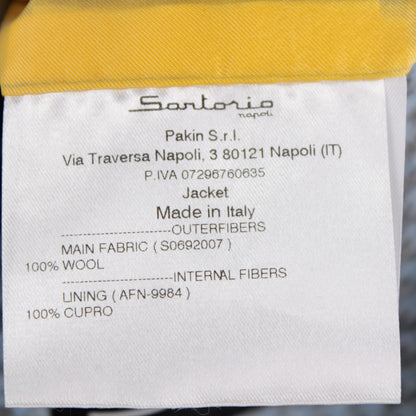 Sartorio
napoli
Pakin S.r.l.
Via Traversa Napoli, 3 80121 Napoli (IT)
P.IVA 07296760635
Jacket
Made in Italy
-----------------------OUTERFIBERS
MAIN FABRIC ( S0692007 )
100% WOOL
-----------------------INTERNAL FIBERS
LINING ( AFN-9984 )
100% CUPRO